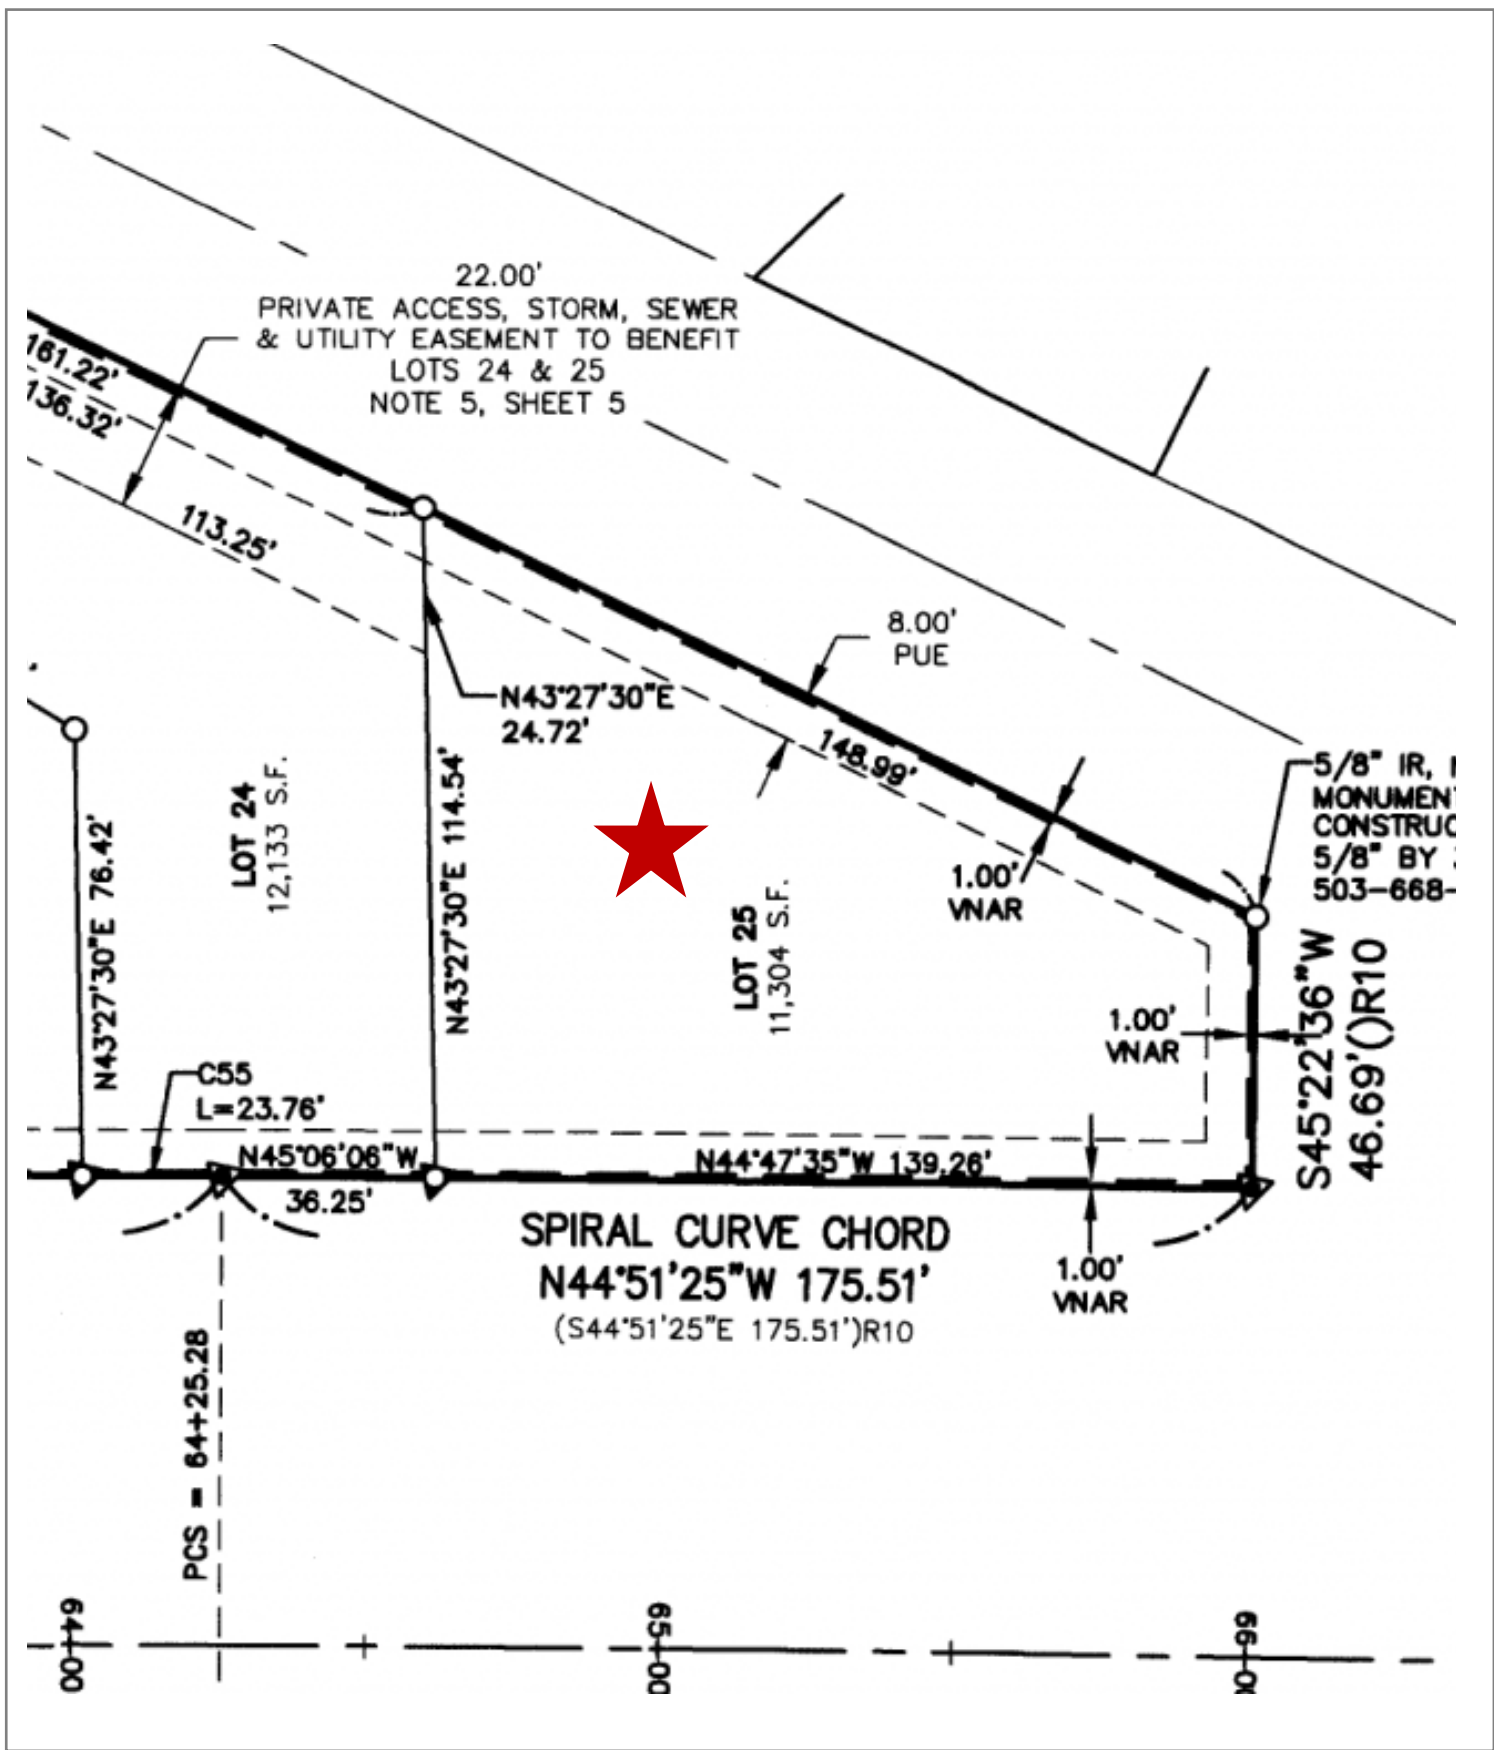 22.00'
PRIVATE ACCESS, STORM, SEWER
& UTILITY EASEMENT TO BENEFIT
LOTS 24 & 25
NOTE 5, SHEET 5
161.22'
136.32'
113.25'
8.00'
PUE
N43°27'30"E
24.72'
148.99'
5/8" IR,
MONUMEN
CONSTRUC
5/8" BY
503-668-
LOT 24
12,133 S.F.
N43°27'30"E 76.42'
N43°27'30"E 114.54'
LOT 25
11,304 S.F.
1.00'
VNAR
1.00'
VNAR
S45°22'36"W
46.69'()R10
C55
L=23.76'
N45°06'06"W
36.25'
N44°47'35"W 139.26'
SPIRAL CURVE CHORD
N44°51'25"W 175.51'
(S44°51'25"E 175.51')R10
1.00'
VNAR
PCS = 64+25.28
64+00
65+00
66+0